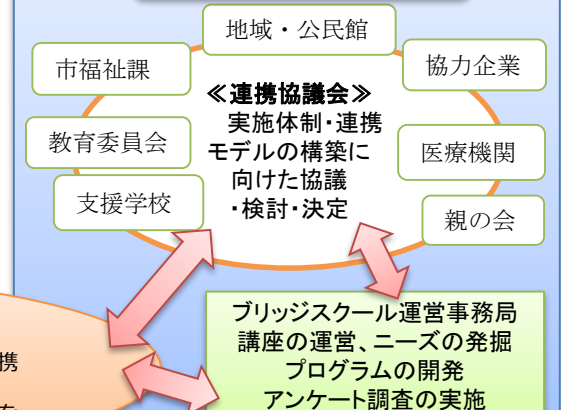 地域・公民館
市福祉課
協力企業
≪連携協議会≫
実施体制・連携
モデルの構築に
向けた協議
・検討・決定
教育委員会
医療機関
支援学校
親の会
ブリッジスクール運営事務局
講座の運営、ニーズの発掘
プログラムの開発
アンケート調査の実施
携